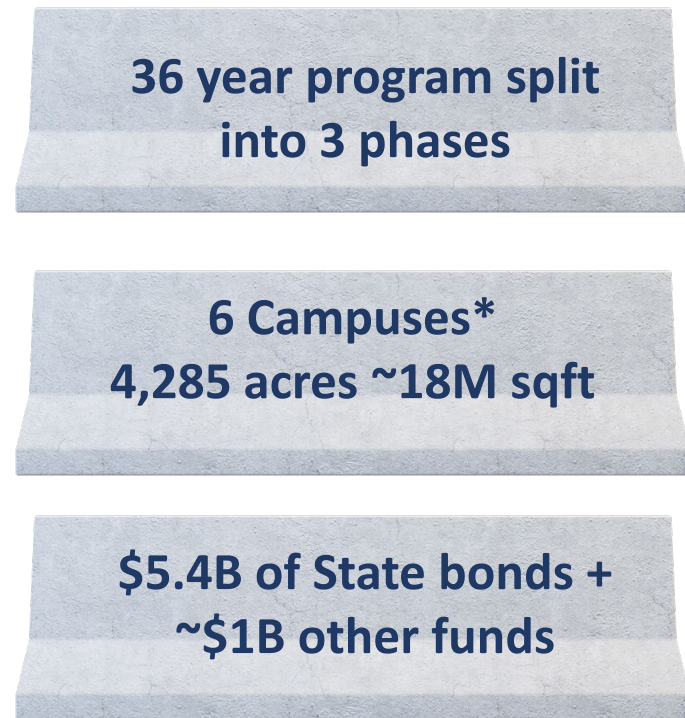 36 year program split
into 3 phases
6 Campuses*
4,285 acres ~18M sqft
$5.4B of State bonds +
~$1B other funds